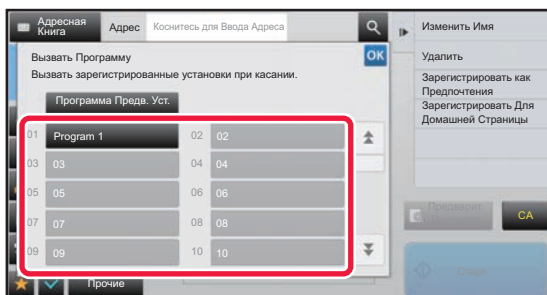 Адресная
Книга
Адрес
Коснитесь для Ввода Адреса
Изменить Имя
Вызвать Программу
OK
Удалить
Вызвать зарегистрированные установки при касании.
Зарегистрировать как
Предпочтения
Программа Предв. Уст.
Зарегистрировать Для
Домашней Страницы
01 Program 1 02 02
03 03 04 04
05 05 06 06
07 07 08 08
Предварит.
CA
09 09 10 10
Старт
Прочие